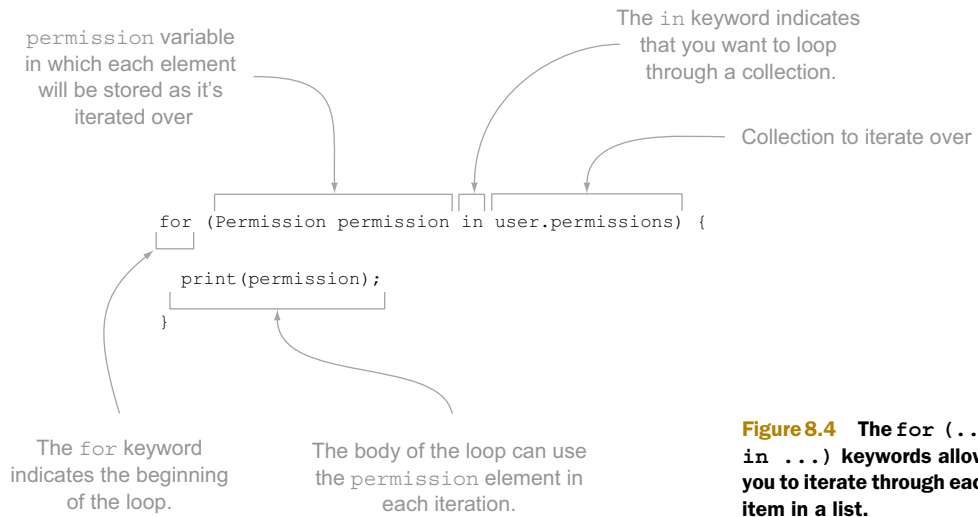 permission variable
in which each element
will be stored as it's
iterated over
The in keyword indicates
that you want to loop
through a collection.
Collection to iterate over
for (Permission permission in user.permissions) {
print(permission);
}
The for keyword
indicates the beginning
of the loop.
The body of the loop can use
the permission element in
each iteration.
Figure 8.4 The for (..
in ...) keywords allow
you to iterate through eac
item in a list.